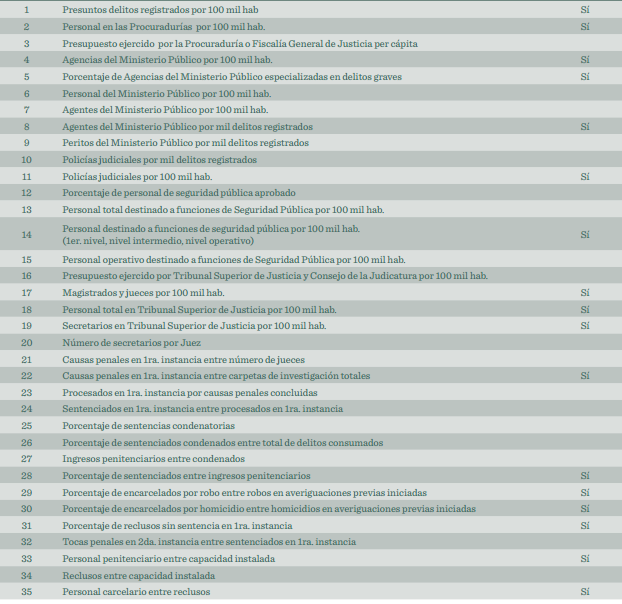 1 Presuntos delitos registrados por 100 mil hab Sí
2 Personal en las Procuradurías por 100 mil hab. Sí
3 Presupuesto ejercido por la Procuraduría o Fiscalía General de Justicia per cápita
4 Agencias del Ministerio Público por 100 mil hab. Sí
5 Porcentaje de Agencias del Ministerio Público especializadas en delitos graves Sí
6 Personal del Ministerio Público por 100 mil hab.
7 Agentes del Ministerio Público por 100 mil hab.
8 Agentes del Ministerio Público por mil delitos registrados Sí
9 Peritos del Ministerio Público por mil delitos registrados
10 Policías judiciales por mil delitos registrados
11 Policías judiciales por 100 mil hab. Sí
12 Porcentaje de personal de seguridad pública aprobado
13 Personal total destinado a funciones de Seguridad Pública por 100 mil hab.
14 Personal destinado a funciones de seguridad pública por 100 mil hab. Sí
(1er. nivel, nivel intermedio, nivel operativo)
15 Personal operativo destinado a funciones de Seguridad Pública por 100 mil hab.
16 Presupuesto ejercido por Tribunal Superior de Justicia y Consejo de la Judicatura por 100 mil hab.
17 Magistrados y jueces por 100 mil hab. Sí
18 Personal total en Tribunal Superior de Justicia por 100 mil hab. Sí
19 Secretarios en Tribunal Superior de Justicia por 100 mil hab. Sí
20 Número de secretarios por Juez
21 Causas penales en 1ra. instancia entre número de jueces
22 Causas penales en 1ra. instancia entre carpetas de investigación totales Sí
23 Procesados en 1ra. instancia por causas penales concluidas
24 Sentenciados en 1ra. instancia entre procesados en 1ra. instancia
25 Porcentaje de sentencias condenatorias
26 Porcentaje de sentenciados condenados entre total de delitos consumados
27 Ingresos penitenciarios entre condenados
28 Porcentaje de sentenciados entre ingresos penitenciarios Sí
29 Porcentaje de encarcelados por robo entre robos en averiguaciones previas iniciadas Sí
30 Porcentaje de encarcelados por homicidio entre homicidios en averiguaciones previas iniciadas Sí
31 Porcentaje de reclusos sin sentencia en 1ra. instancia Sí
32 Tocas penales en 2da. instancia entre sentenciados en 1ra. instancia
33 Personal penitenciario entre capacidad instalada Sí
34 Reclusos entre capacidad instalada
35 Personal carcelario entre reclusos Sí